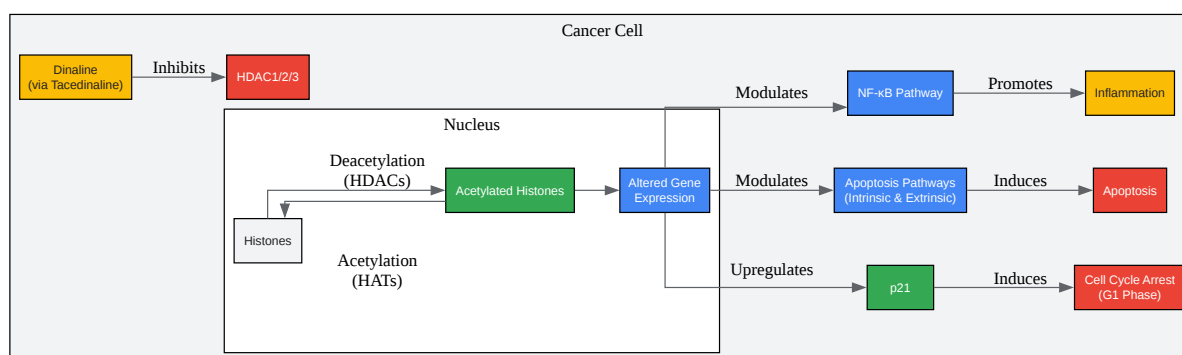 Cancer Cell
Dinaline
(via Tacedinaline)
Inhibits
HDAC1/2/3
Modulates
NF-κB Pathway
Promotes
Inflammation
Nucleus
Deacetylation
(HDACs)
Acetylated Histones
Altered Gene
Expression
Modulates
Apoptosis Pathways
(Intrinsic & Extrinsic)
Induces
Apoptosis
Histones
Acetylation
(HATs)
Upregulates
p21
Induces
Cell Cycle Arrest
(G1 Phase)